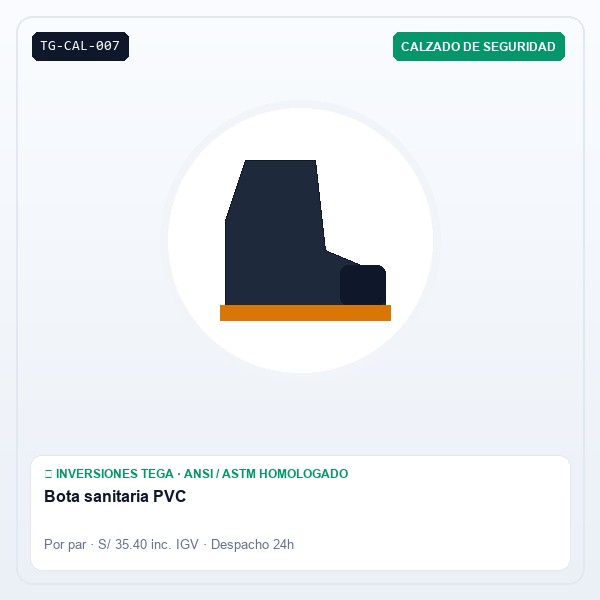 TG-CAL-007
CALZADO DE SEGURIDAD
INVERSIONES TEGA · ANSI / ASTM HOMOLOGADO
Bota sanitaria PVC
Por par · S/ 35.40 inc. IGV · Despacho 24h